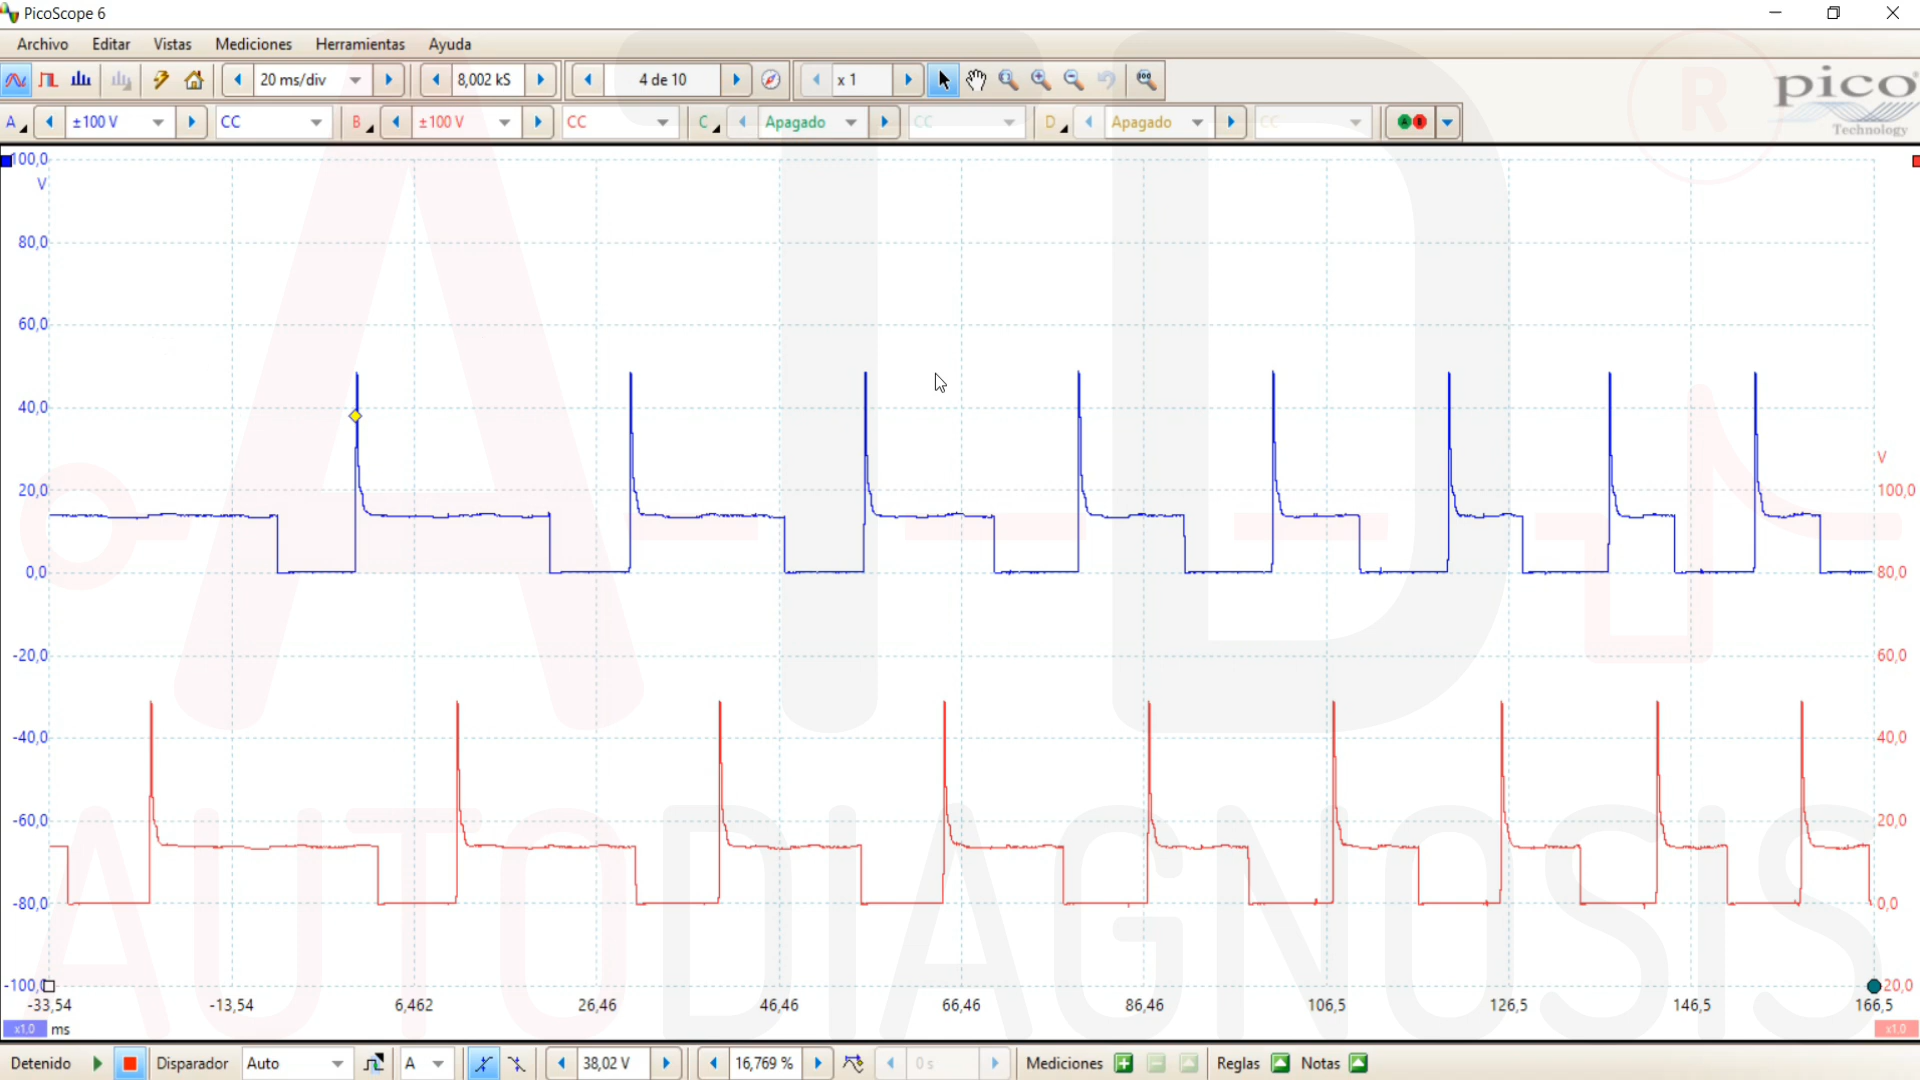 PicoScope 6
Archivo Editar Vistas Mediciones Herramientas Ayuda
20 ms/div 8,002 kS 4 de 10 x 1
pico
Technology
A ±100 V CC B ±100 V CC C Apagado CC D Apagado CC
R
100,0
V
80,0
60,0
40,0
20,0
0,0
-20,0
-40,0
-60,0
-80,0
-100,0
V
100,0
80,0
60,0
40,0
20,0
0,0
20,0
ATD
AUTODIAGNOSIS
-33,54 -13,54 6,462 26,46 46,46 66,46 86,46 106,5 126,5 146,5 166,5
x1.0 ms x1.0
Detenido Disparador Auto A 38,02 V 16,769 % 0 s Mediciones Reglas Notas